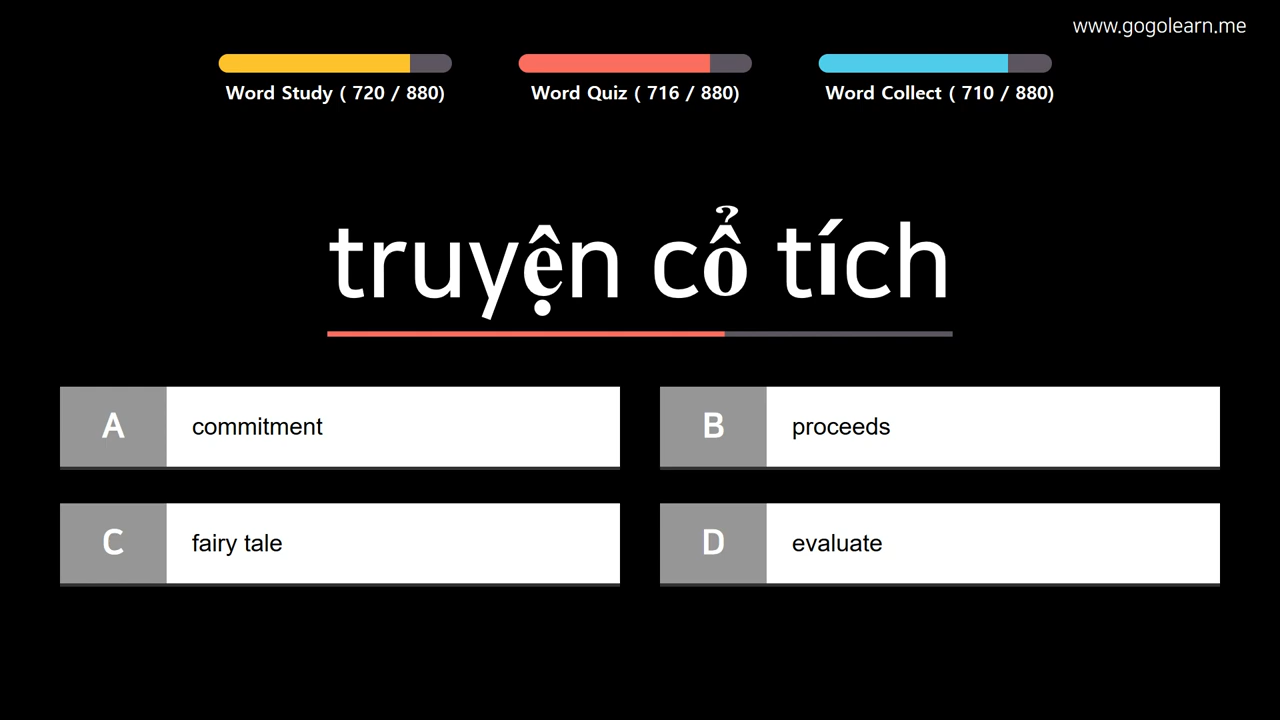 www.gogolearn.me
Word Study ( 720 / 880)
Word Quiz ( 716 / 880)
Word Collect ( 710 / 880)
truyện cổ tích
A commitment
B proceeds
C fairy tale
D evaluate